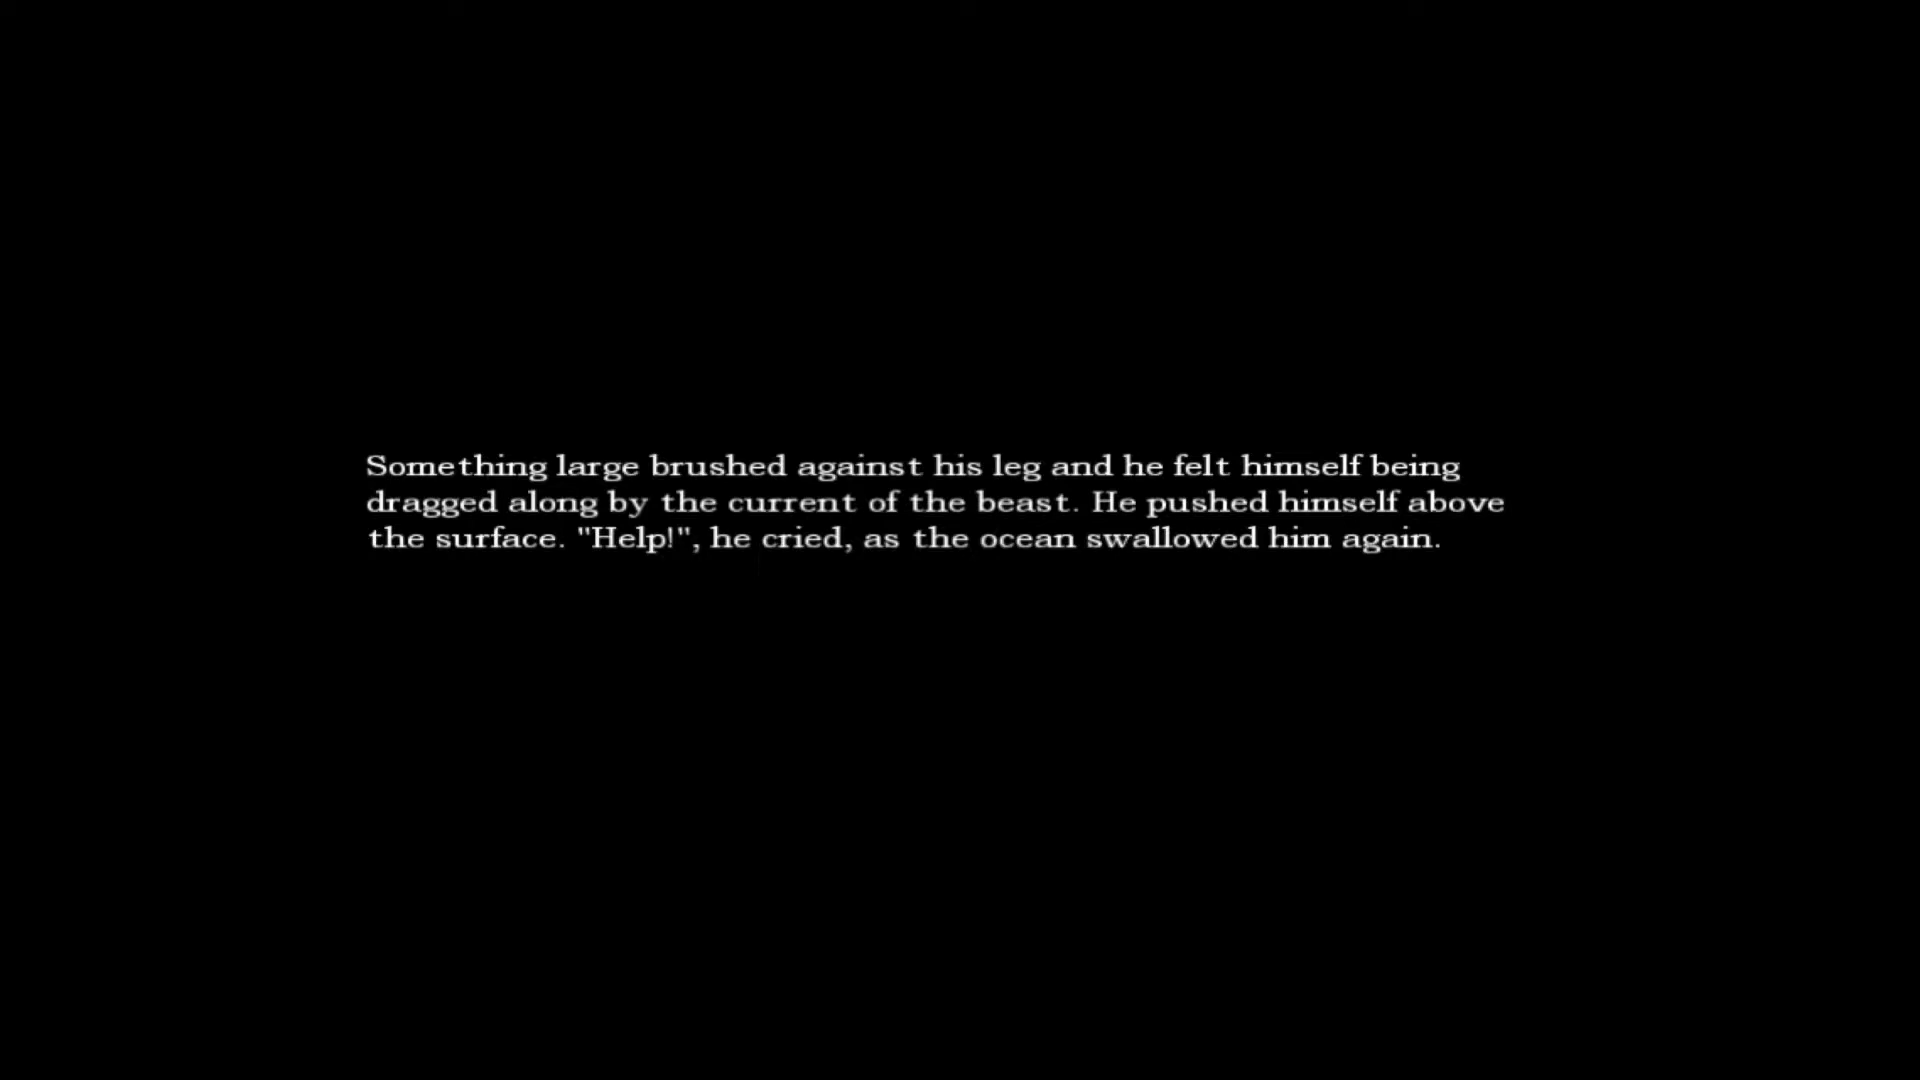 Something large brushed against his leg and he felt himself being
dragged along by the current of the beast. He pushed himself above
the surface. "Help!", he cried, as the ocean swallowed him again.